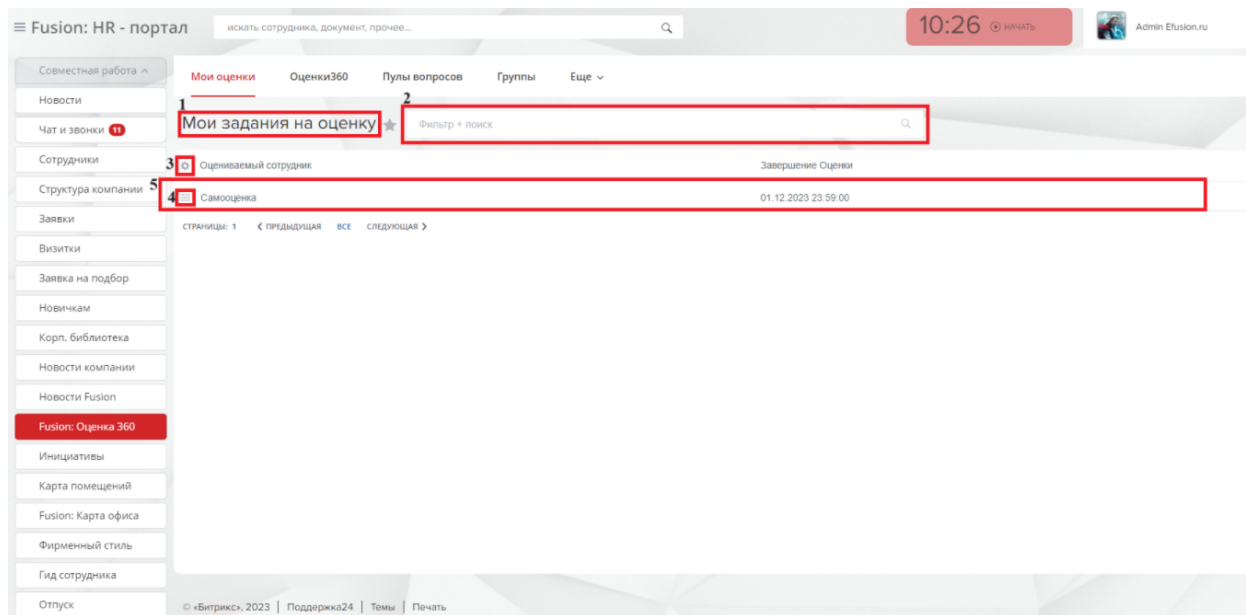 Fusion: HR - портал
искать сотрудника, документ, прочее...
10:26 НАЧАТЬ
Admin Efusion.ru
Совместная работа
Новости
Чат и звонки 11
Сотрудники
Структура компании
Заявки
Визитки
Заявка на подбор
Новичкам
Корп. библиотека
Новости компании
Новости Fusion
Fusion: Оценка 360
Инициативы
Карта помещений
Fusion: Карта офиса
Фирменный стиль
Гид сотрудника
Отпуск
Мои оценки Оценки360 Пулы вопросов Группы Еще
1 2
Мои задания на оценку Фильтр + поиск
3 Оцениваемый сотрудник Завершение Оценки
5
4 Самооценка 01.12.2023 23:59:00
СТРАНИЦЫ: 1 ПРЕДЫДУЩАЯ ВСЕ СЛЕДУЮЩАЯ
© «Битрикс», 2023 | Поддержка24 | Темы | Печать